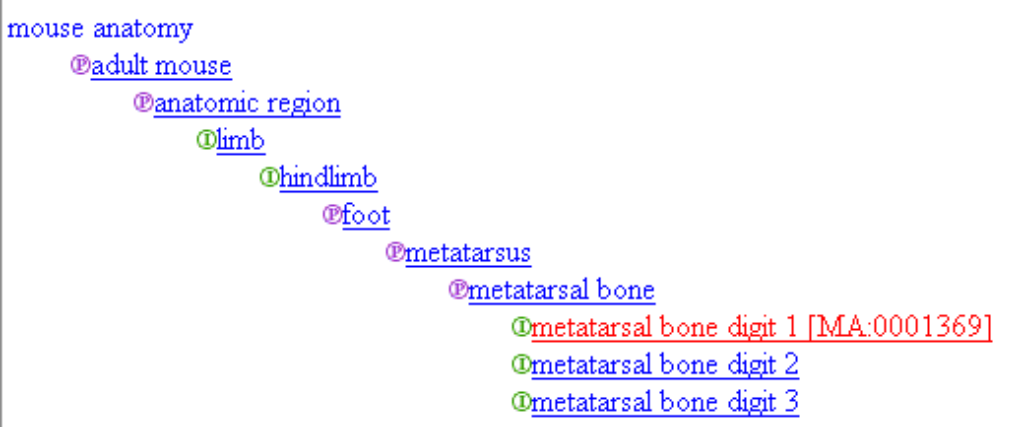 mouse anatomy
Ⓟadult mouse
Ⓟanatomic region
Ⓘlimb
Ⓘhindlimb
Ⓟfoot
Ⓟmetatarsus
Ⓟmetatarsal bone
Ⓘmetatarsal bone digit 1 [MA:0001369]
Ⓘmetatarsal bone digit 2
Ⓘmetatarsal bone digit 3